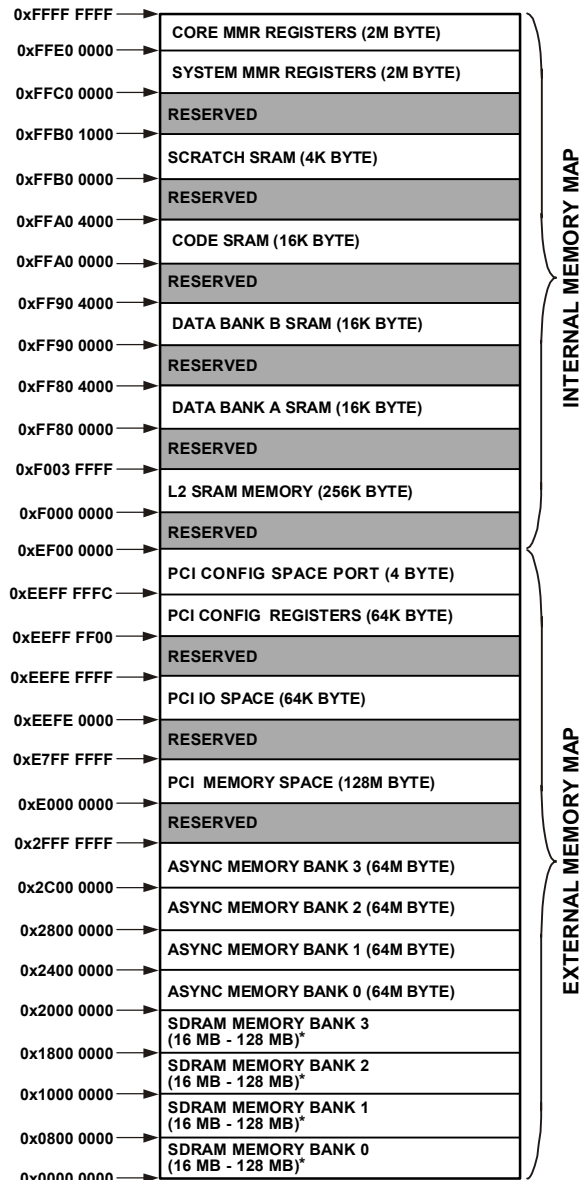 0xFFFF FFFF
CORE MMR REGISTERS (2M BYTE)
0xFFE0 0000
SYSTEM MMR REGISTERS (2M BYTE)
0xFFC0 0000
RESERVED
0xFFB0 1000
SCRATCH SRAM (4K BYTE)
0xFFB0 0000
RESERVED
0xFFA0 4000
CODE SRAM (16K BYTE)
0xFFA0 0000
RESERVED
0xFF90 4000
DATA BANK B SRAM (16K BYTE)
0xFF90 0000
RESERVED
0xFF80 4000
DATA BANK A SRAM (16K BYTE)
0xFF80 0000
RESERVED
0xF003 FFFF
L2 SRAM MEMORY (256K BYTE)
0xF000 0000
RESERVED
0xEF00 0000
PCI CONFIG SPACE PORT (4 BYTE)
0xEEFF FFFC
PCI CONFIG REGISTERS (64K BYTE)
0xEEFF FF00
RESERVED
0xEEFE FFFF
PCI IO SPACE (64K BYTE)
0xEEFE 0000
RESERVED
0xE7FF FFFF
PCI MEMORY SPACE (128M BYTE)
0xE000 0000
RESERVED
0x2FFF FFFF
ASYNC MEMORY BANK 3 (64M BYTE)
0x2C00 0000
ASYNC MEMORY BANK 2 (64M BYTE)
0x2800 0000
ASYNC MEMORY BANK 1 (64M BYTE)
0x2400 0000
ASYNC MEMORY BANK 0 (64M BYTE)
0x2000 0000
SDRAM MEMORY BANK 3
(16 MB - 128 MB)*
0x1800 0000
SDRAM MEMORY BANK 2
(16 MB - 128 MB)*
0x1000 0000
SDRAM MEMORY BANK 1
(16 MB - 128 MB)*
0x0800 0000
SDRAM MEMORY BANK 0
(16 MB - 128 MB)*
0x0000 0000
INTERNAL MEMORY MAP
EXTERNAL MEMORY MAP